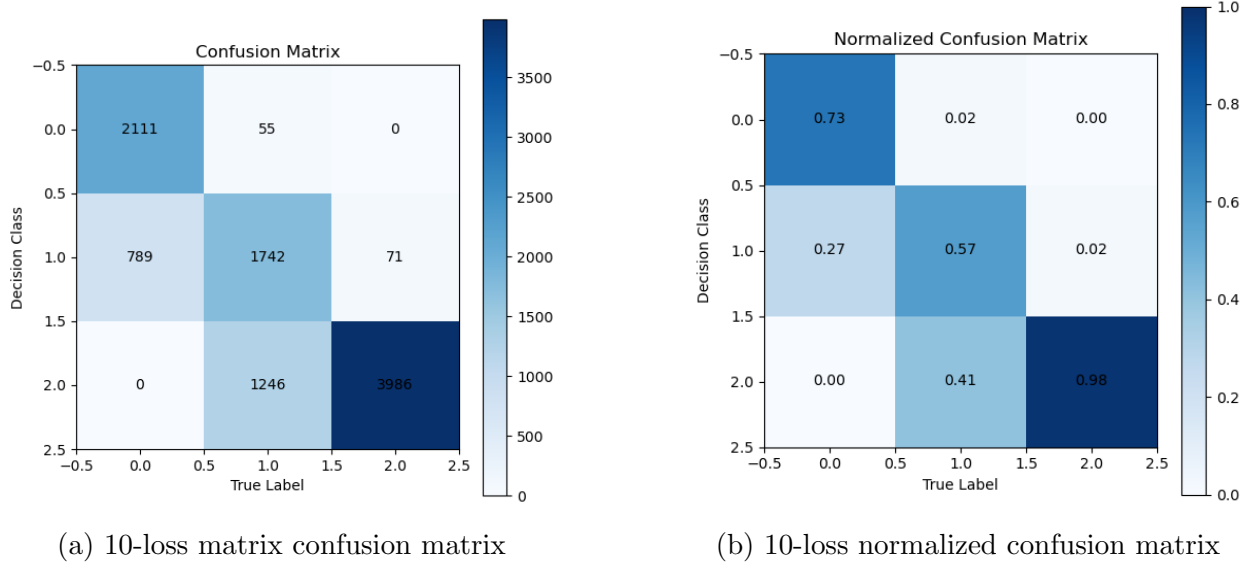 Confusion Matrix
−0.5
0.0
0.5
1.0
1.5
2.0
2.5
Decision Class
2111 55 0
789 1742 71
0 1246 3986
−0.5 0.0 0.5 1.0 1.5 2.0 2.5
True Label
3500
3000
2500
2000
1500
1000
500
0
(a) 10-loss matrix confusion matrix
Normalized Confusion Matrix
−0.5
0.0
0.5
1.0
1.5
2.0
2.5
Decision Class
0.73 0.02 0.00
0.27 0.57 0.02
0.00 0.41 0.98
−0.5 0.0 0.5 1.0 1.5 2.0 2.5
True Label
1.0
0.8
0.6
0.4
0.2
0.0
(b) 10-loss normalized confusion matrix